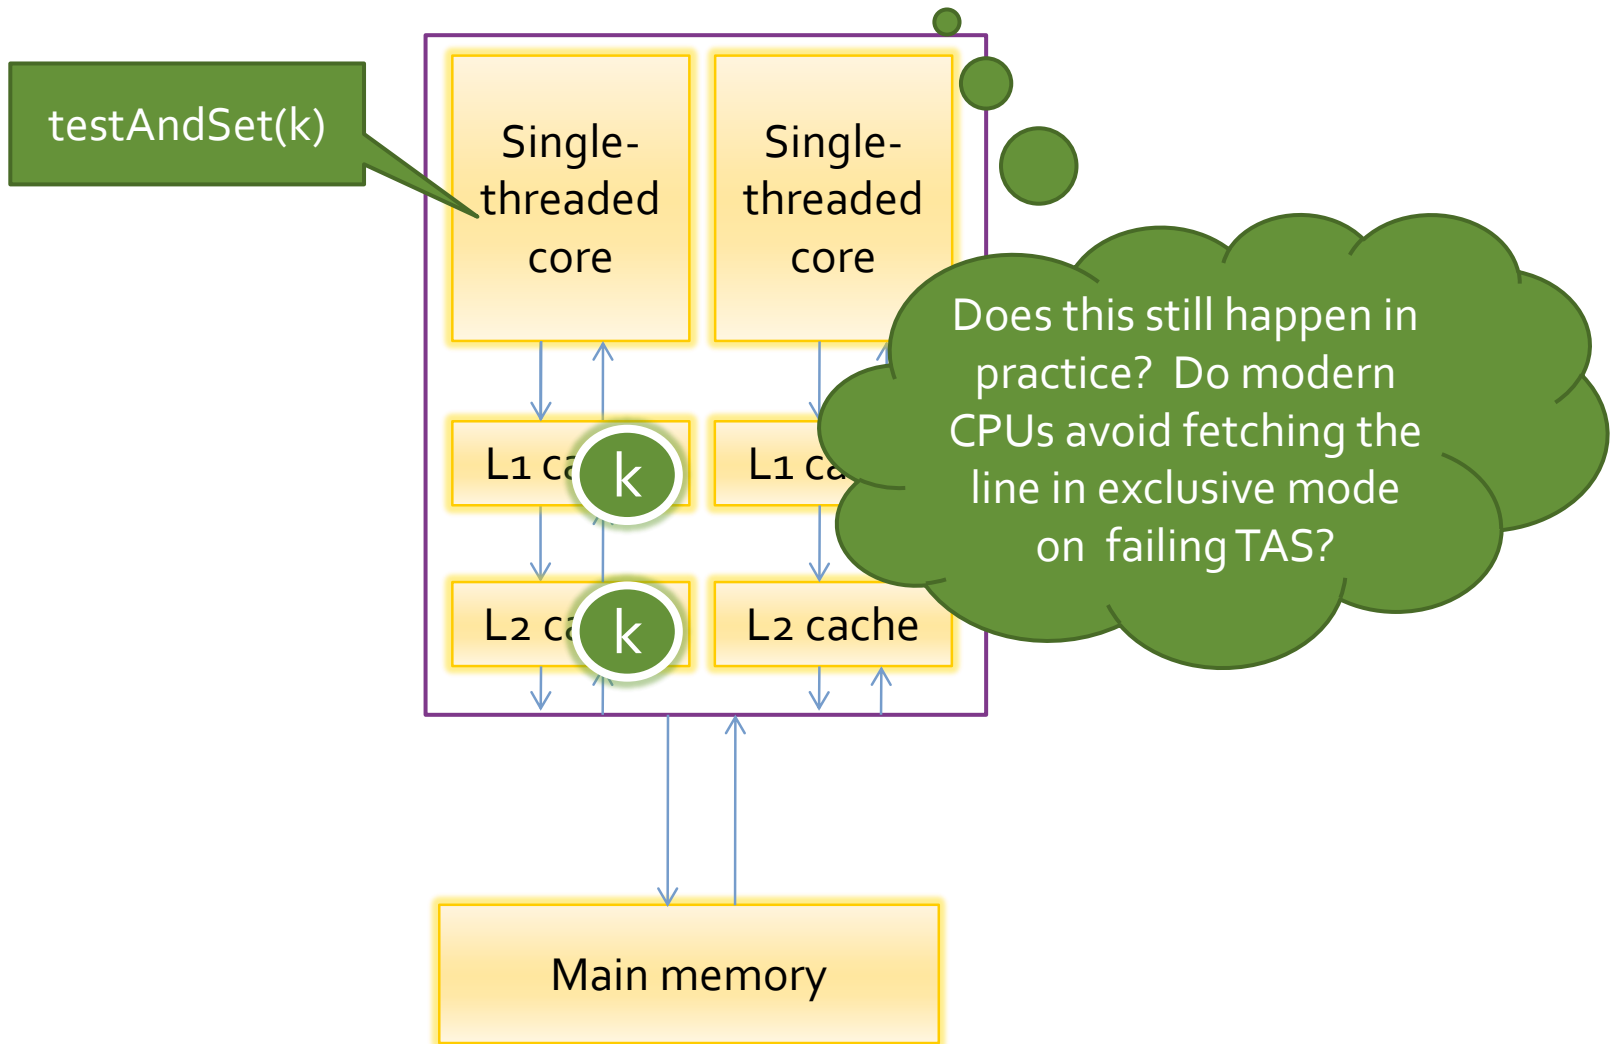 testAndSet(k)
Single-
threaded
core
Single-
threaded
core
Does this still happen in
practice? Do modern
CPUs avoid fetching the
line in exclusive mode
on failing TAS?
L1 ca
k
L1 ca
L2 ca
k
L2 cache
Main memory